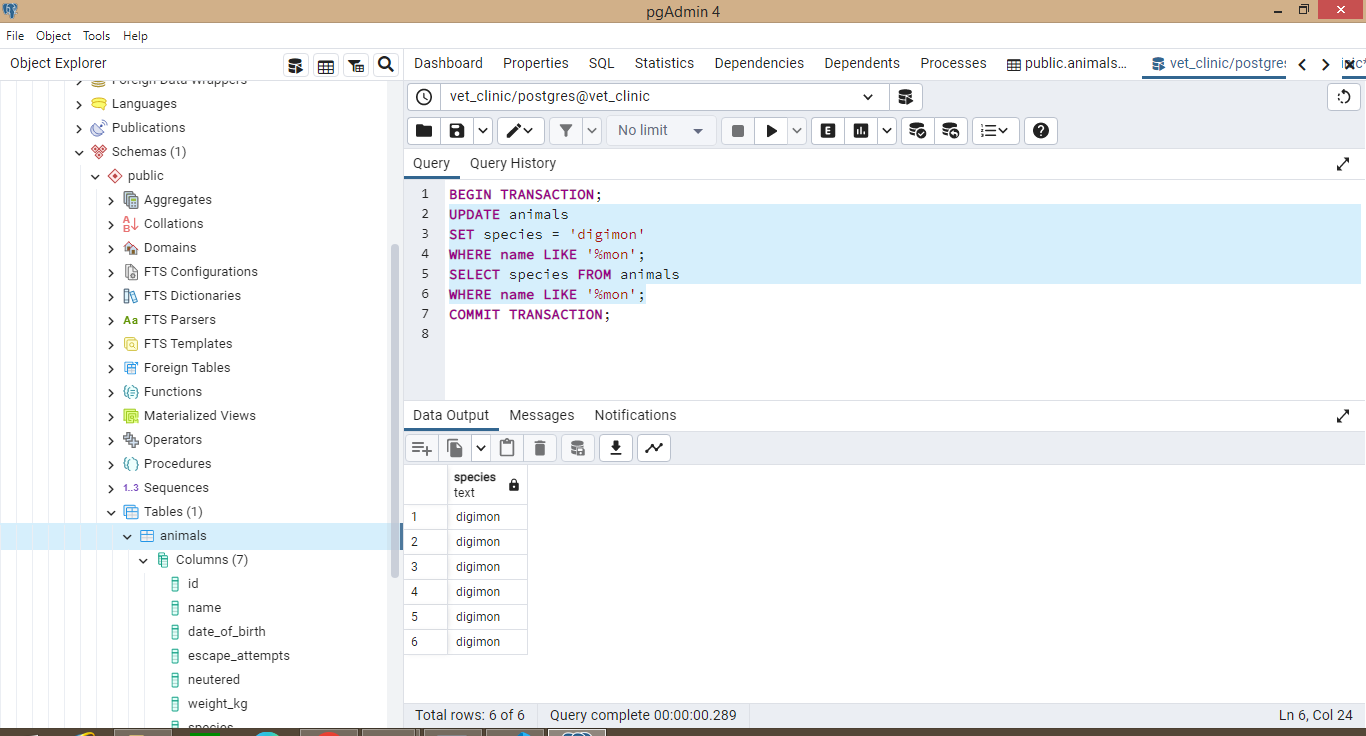 pgAdmin 4
File Object Tools Help
Object Explorer
Dashboard Properties SQL Statistics Dependencies Dependents Processes public.animals... vet_clinic/postgres
Foreign Data Wrappers
Languages
Publications
Schemas (1)
public
Aggregates
Collations
Domains
FTS Configurations
FTS Dictionaries
Aa FTS Parsers
FTS Templates
Foreign Tables
Functions
Materialized Views
Operators
Procedures
1..3 Sequences
Tables (1)
animals
Columns (7)
id
name
date_of_birth
escape_attempts
neutered
weight_kg
species
vet_clinic/postgres@vet_clinic
No limit
E
Query Query History
1 BEGIN TRANSACTION;
2 UPDATE animals
3 SET species = 'digimon'
4 WHERE name LIKE '%mon';
5 SELECT species FROM animals
6 WHERE name LIKE '%mon';
7 COMMIT TRANSACTION;
8
Data Output Messages Notifications
species
text
1 digimon
2 digimon
3 digimon
4 digimon
5 digimon
6 digimon
Total rows: 6 of 6 Query complete 00:00:00.289 Ln 6, Col 24